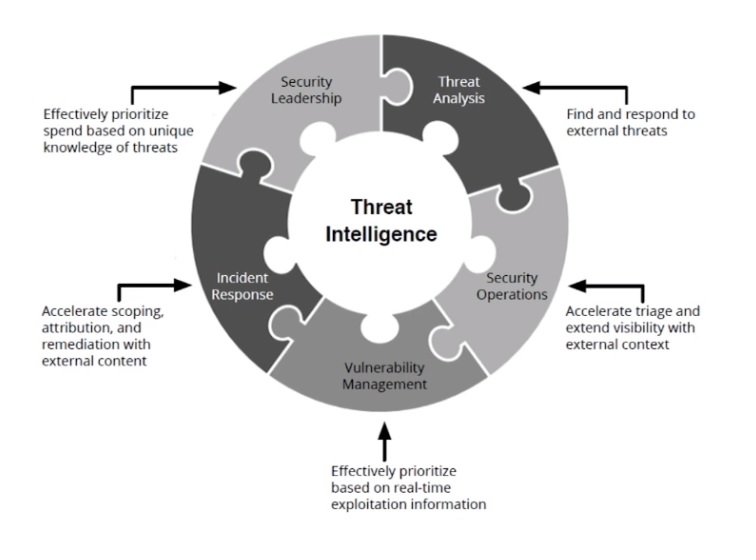 Security
Leadership
Threat
Analysis
Effectively prioritize
spend based on unique
knowledge of threats
Find and respond to
external threats
Threat
Intelligence
Incident
Response
Security
Operations
Accelerate scoping,
attribution, and
remediation with
external content
Accelerate triage and
extend visibility with
external context
Vulnerability
Management
Effectively prioritize
based on real-time
exploitation information